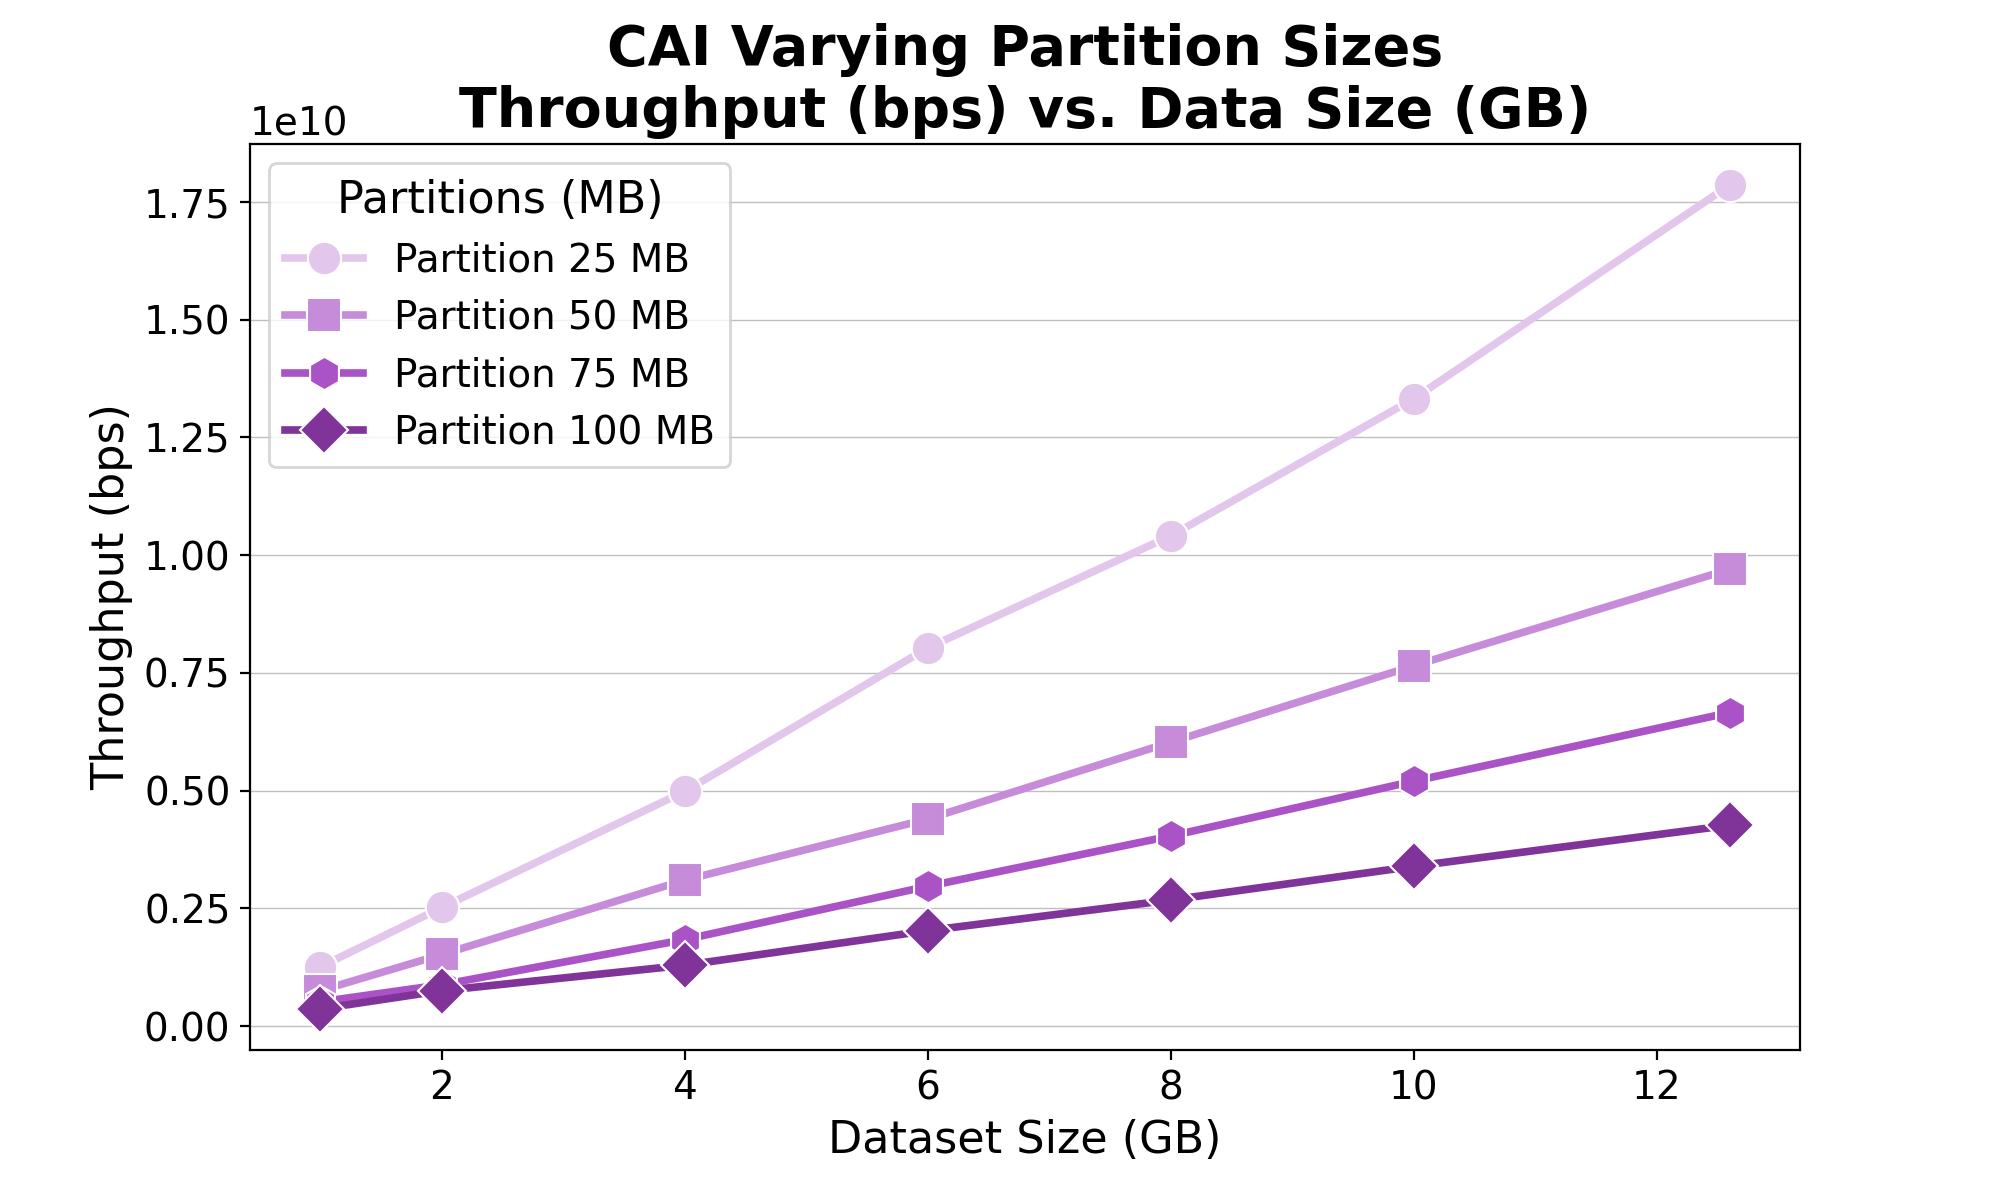 CAI Varying Partition Sizes
Throughput (bps) vs. Data Size (GB)
1e10
Partitions (MB)
Partition 25 MB
Partition 50 MB
Partition 75 MB
Partition 100 MB
Throughput (bps)
1.75
1.50
1.25
1.00
0.75
0.50
0.25
0.00
2 4 6 8 10 12
Dataset Size (GB)